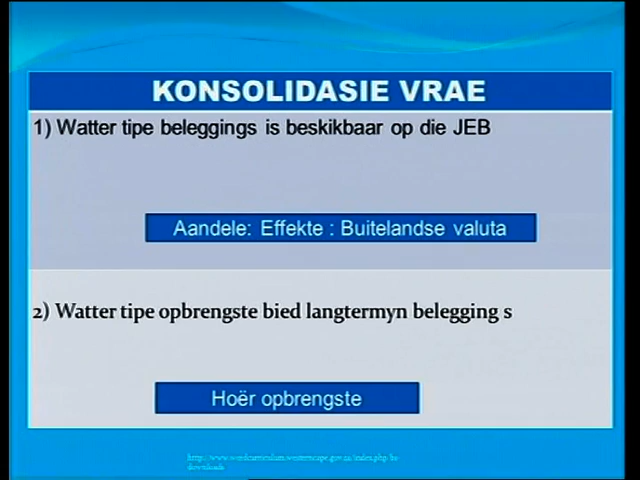 KONSOLIDASIE VRAE
1) Watter tipe beleggings is beskikbaar op die JEB
Aandele: Effekte : Buitelandse valuta
2) Watter tipe opbrengste bied langtermyn belegging s
Hoër opbrengste
downloads